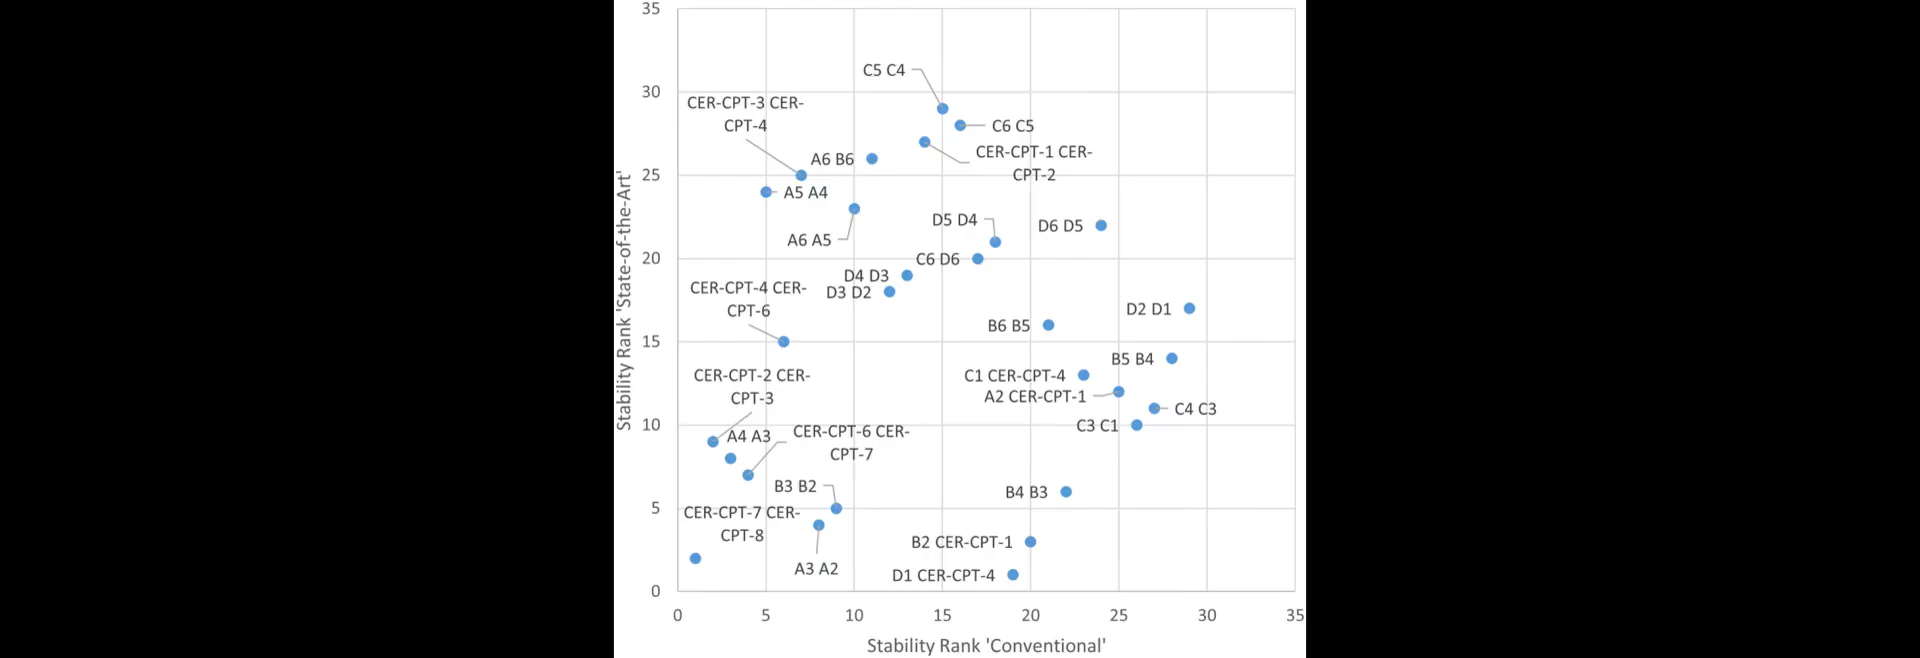 35
C5 C4
30
CER-CPT-3 CER-
CPT-4
C6 C5
A6 B6
CER-CPT-1 CER-
CPT-2
25
A5 A4
D5 D4
D6 D5
A6 A5
20
C6 D6
D4 D3
CER-CPT-4 CER-
CPT-6
D3 D2
D2 D1
B6 B5
15
B5 B4
CER-CPT-2 CER-
CPT-3
C1 CER-CPT-4
A2 CER-CPT-1
C4 C3
10
C3 C1
A4 A3
CER-CPT-6 CER-
CPT-7
B3 B2
B4 B3
5
CER-CPT-7 CER-
CPT-8
B2 CER-CPT-1
A3 A2
D1 CER-CPT-4
0
0 5 10 15 20 25 30 35
Stability Rank 'Conventional'
Stability Rank 'State-of-the-Art'